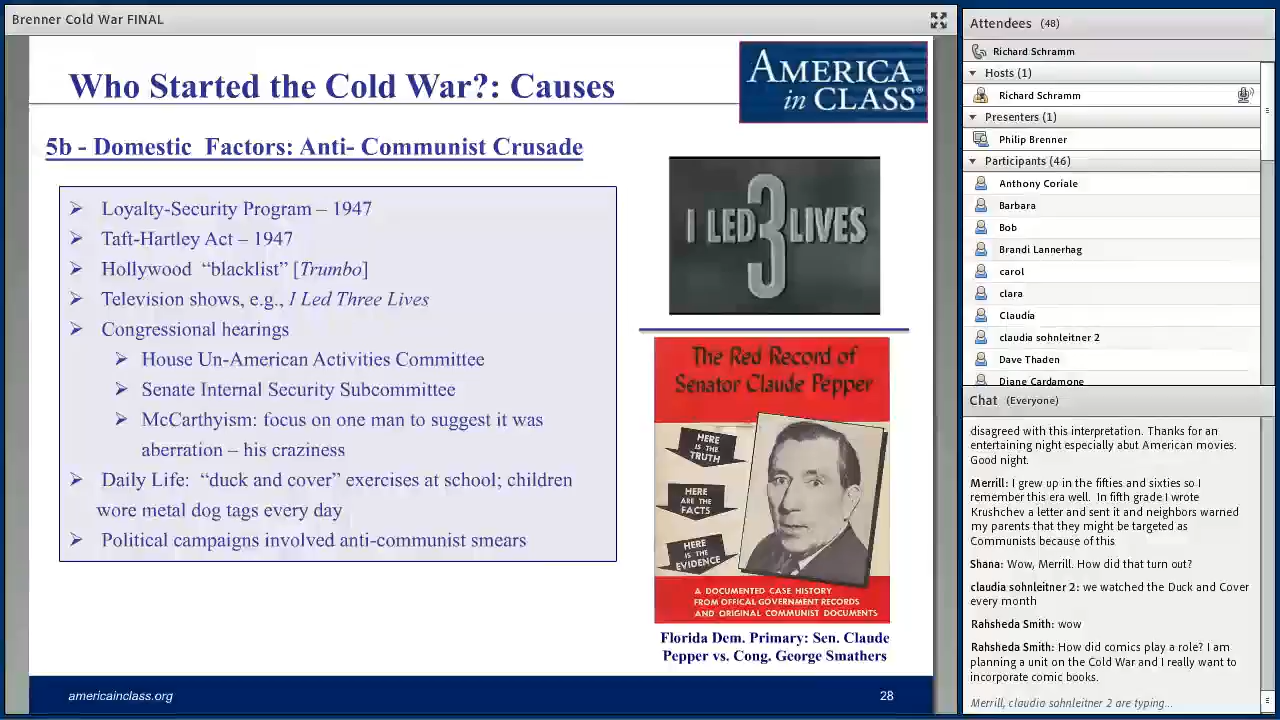 Brenner Cold War FINAL
Who Started the Cold War?: Causes
AMERICA
in CLASS®
5b - Domestic Factors: Anti- Communist Crusade
Loyalty-Security Program – 1947
Taft-Hartley Act – 1947
Hollywood “blacklist” [Trumbo]
Television shows, e.g., I Led Three Lives
Congressional hearings
House Un-American Activities Committee
Senate Internal Security Subcommittee
McCarthyism: focus on one man to suggest it was
aberration – his craziness
Daily Life: “duck and cover” exercises at school; children
wore metal dog tags every day
Political campaigns involved anti-communist smears
I LED 3 LIVES
The Red Record of
Senator Claude Pepper
HERE
IS THE
TRUTH
HERE
ARE THE
FACTS
HERE
IS THE
EVIDENCE
A DOCUMENTED CASE HISTORY
FROM OFFICAL GOVERNMENT RECORDS
AND ORIGINAL COMMUNIST DOCUMENTS
Florida Dem. Primary: Sen. Claude
Pepper vs. Cong. George Smathers
americainclass.org
28
Attendees (48)
Richard Schramm
Hosts (1)
Richard Schramm
Presenters (1)
Philip Brenner
Participants (46)
Anthony Coriale
Barbara
Bob
Brandi Lannerhag
carol
clara
Claudia
claudia sohnleitner 2
Dave Thaden
Diane Cardamone
Chat (Everyone)
disagreed with this interpretation. Thanks for an
entertaining night especially abut American movies.
Good night.
Merrill: I grew up in the fifties and sixties so I
remember this era well. In 5th grade I wrote
Krushchev a letter and sent it and neighbors warned
my parents that they might be targeted as
Communists because of this
Shana: Wow, Merrill. How did that turn out?
claudia sohnleitner 2: we watched the Duck and Cover
every month
Rahsheda Smith: wow
Rahsheda Smith: How did comics play a role? I am
planning a unit on the Cold War and I really want to
incorporate comic books.
Merrill, claudia sohnleitner 2 are typing...